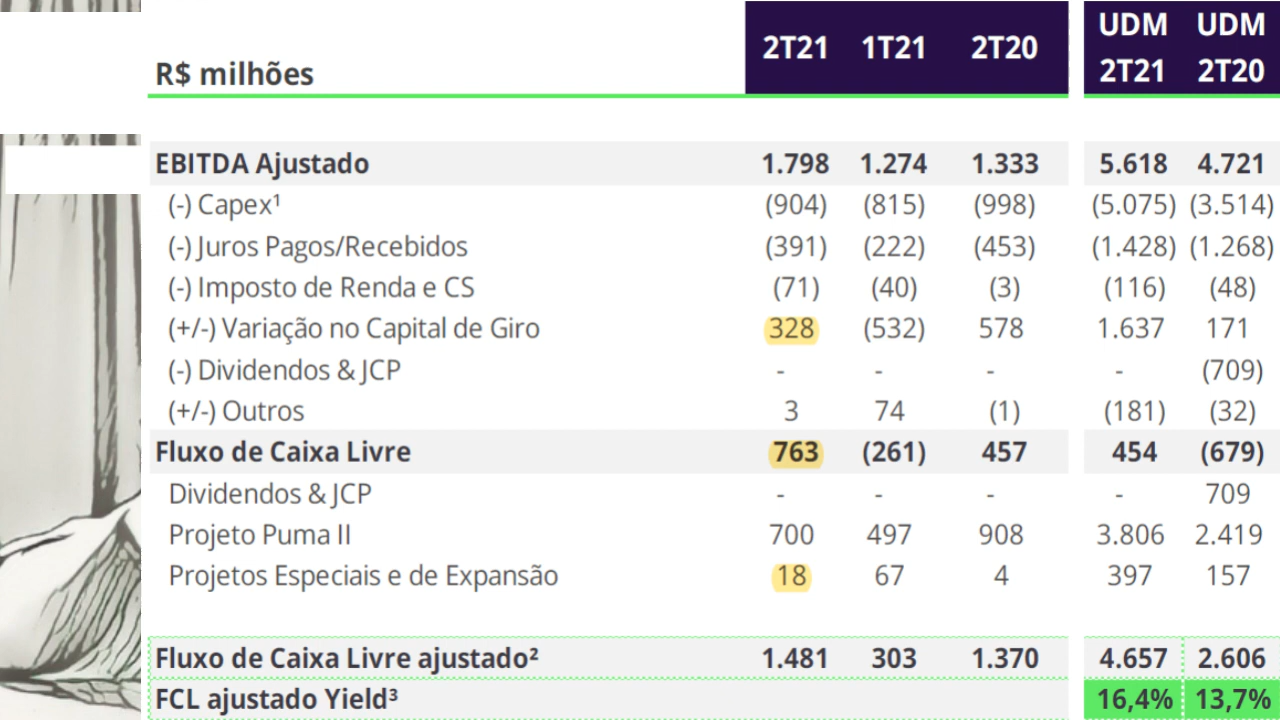 R$ milhões 2T21 1T21 2T20 UDM 2T21 UDM 2T20
EBITDA Ajustado 1.798 1.274 1.333 5.618 4.721
(-) Capex¹ (904) (815) (998) (5.075) (3.514)
(-) Juros Pagos/Recebidos (391) (222) (453) (1.428) (1.268)
(-) Imposto de Renda e CS (71) (40) (3) (116) (48)
(+/-) Variação no Capital de Giro 328 (532) 578 1.637 171
(-) Dividendos & JCP - - - - (709)
(+/-) Outros 3 74 (1) (181) (32)
Fluxo de Caixa Livre 763 (261) 457 454 (679)
Dividendos & JCP - - - - 709
Projeto Puma II 700 497 908 3.806 2.419
Projetos Especiais e de Expansão 18 67 4 397 157
Fluxo de Caixa Livre ajustado² 1.481 303 1.370 4.657 2.606
FCL ajustado Yield³ 16,4% 13,7%